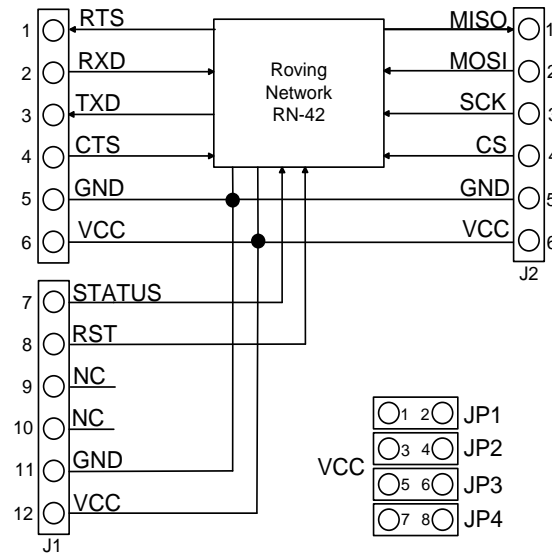 1 RTS MISO 1
2 RXD MOSI 2
3 TXD SCK 3
4 CTS CS 4
5 GND GND 5
6 VCC VCC 6
Roving
Network
RN-42
J2
7 STATUS
8 RST
9 NC
10 NC
11 GND
12 VCC
J1
VCC
1 2 JP1
3 4 JP2
5 6 JP3
7 8 JP4